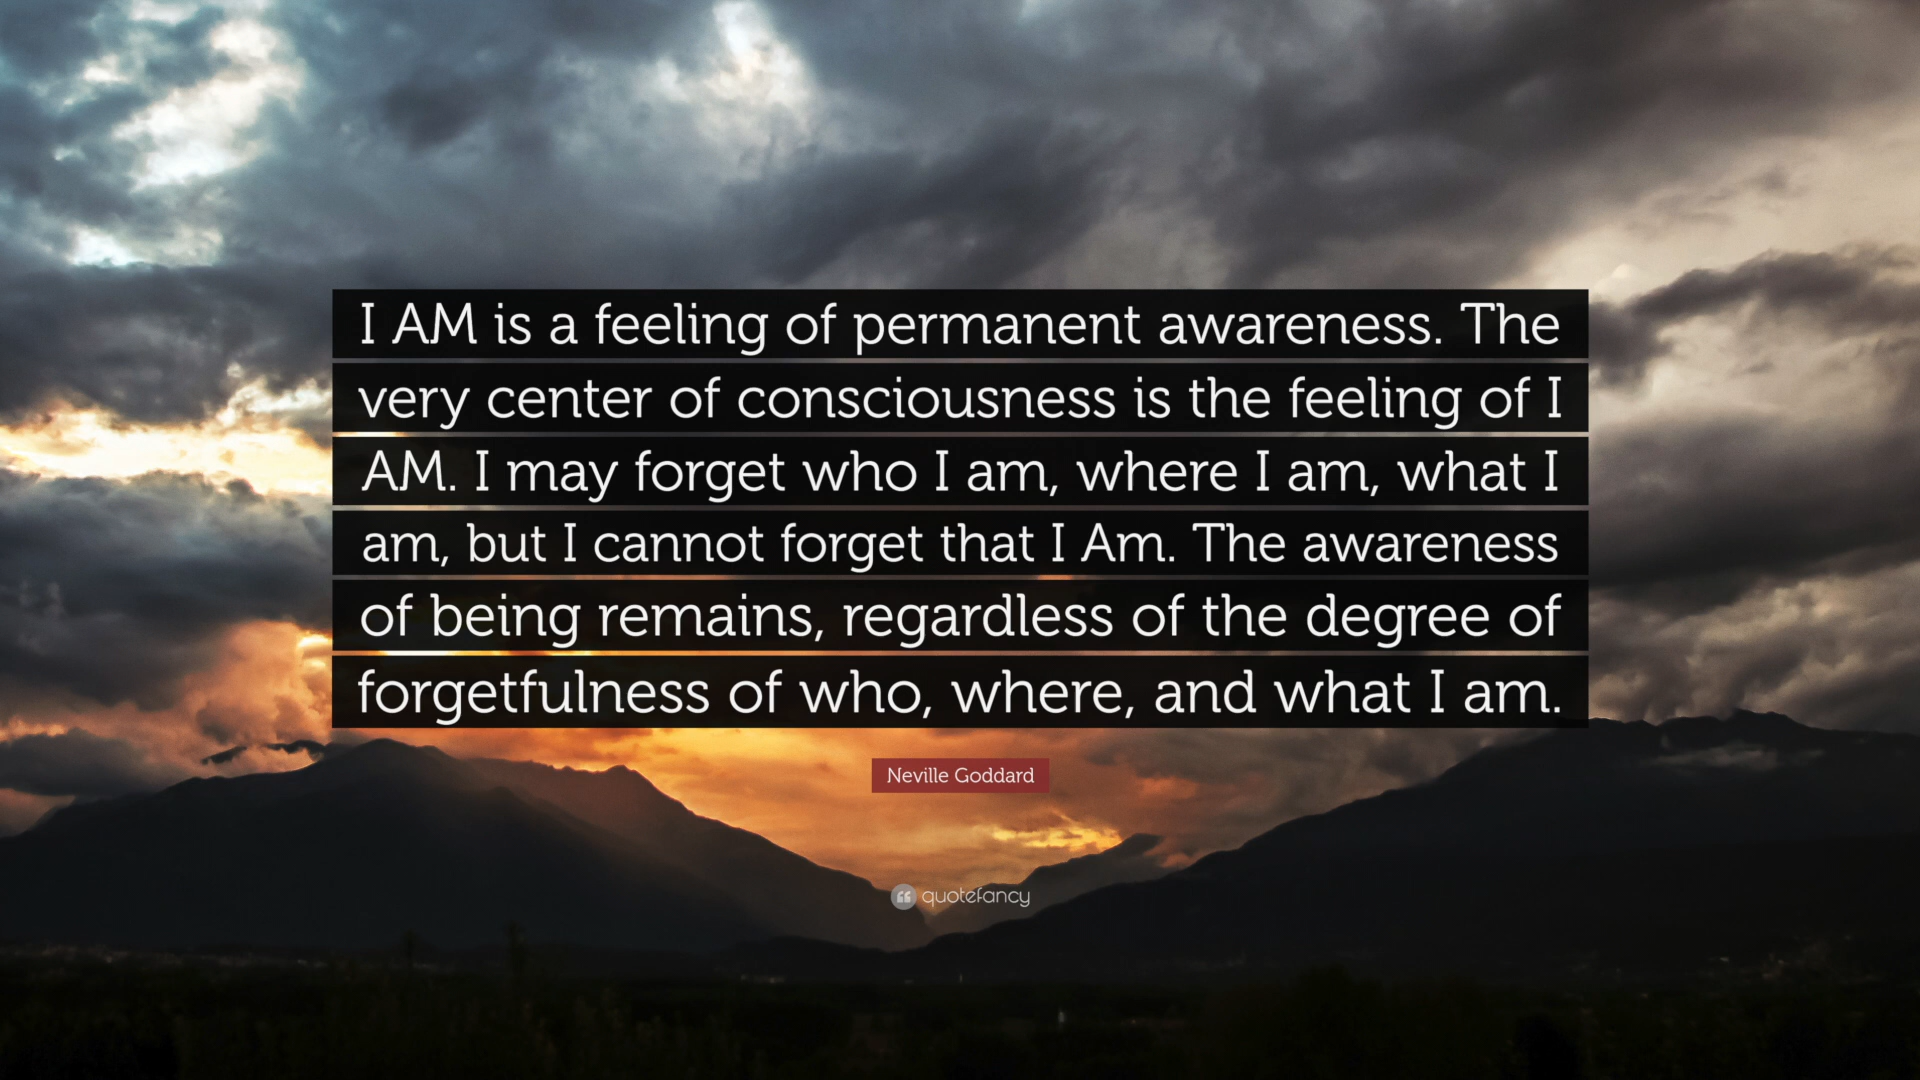 I AM is a feeling of permanent awareness. The
very center of consciousness is the feeling of I
AM. I may forget who I am, where I am, what I
am, but I cannot forget that I Am. The awareness
of being remains, regardless of the degree of
forgetfulness of who, where, and what I am.
Neville Goddard
quotefancy